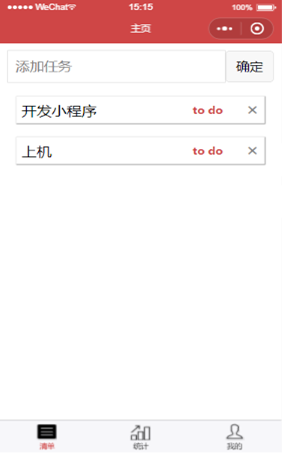 WeChat 15:15 100%
主页
添加任务 确定
开发小程序 to do ×
上机 to do ×
清单 统计 我的